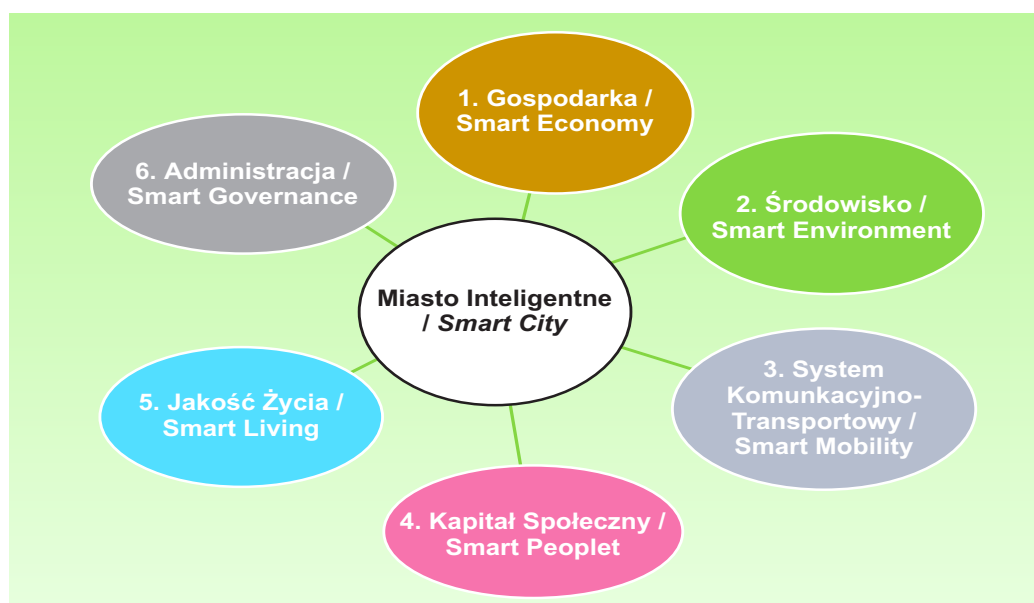 1. Gospodarka /
Smart Economy
2. Środowisko /
Smart Environment
3. System
Komunkacyjno-
Transportowy /
Smart Mobility
4. Kapitał Społeczny /
Smart Peoplet
5. Jakość Życia /
Smart Living
6. Administracja /
Smart Governance
Miasto Inteligentne
/ Smart City